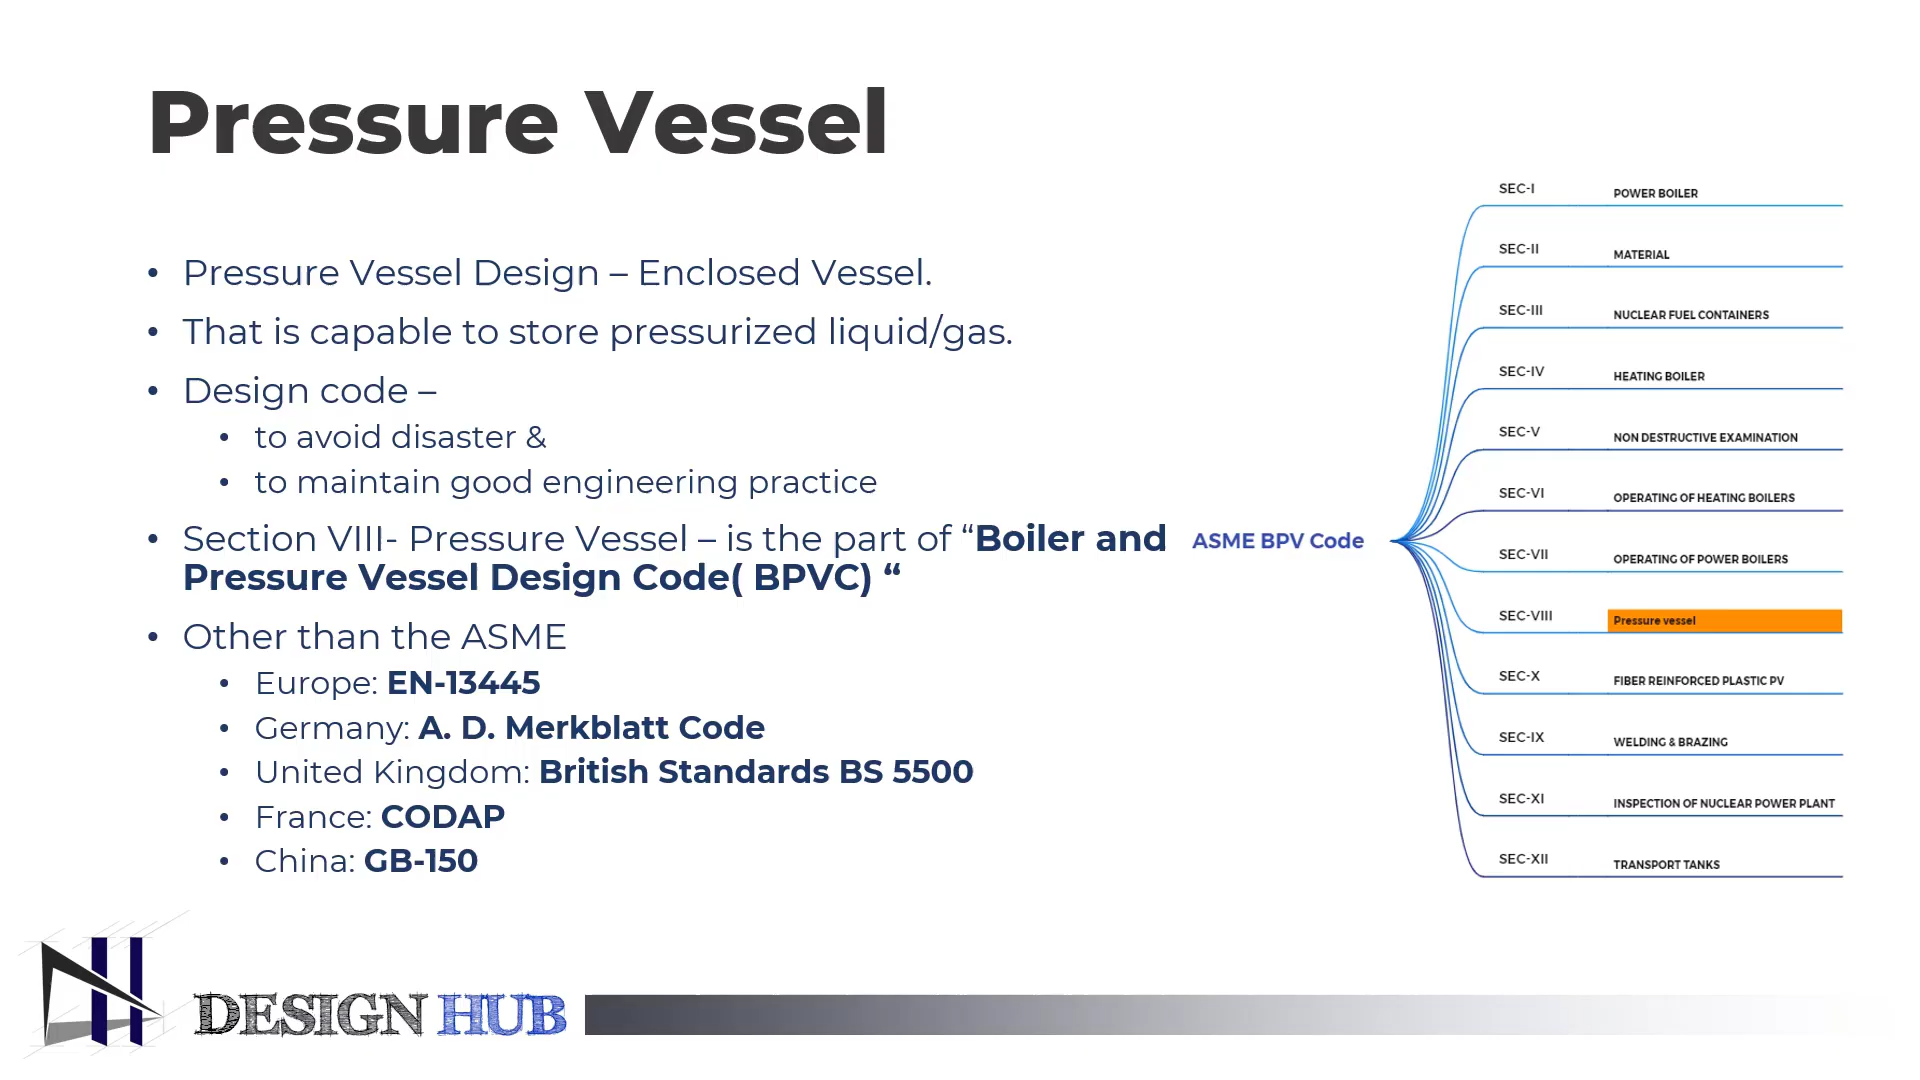 Pressure Vessel
• Pressure Vessel Design – Enclosed Vessel.
• That is capable to store pressurized liquid/gas.
• Design code –
• to avoid disaster &
• to maintain good engineering practice
• Section VIII- Pressure Vessel – is the part of “Boiler and
Pressure Vessel Design Code( BPVC) “
• Other than the ASME
• Europe: EN-13445
• Germany: A. D. Merkblatt Code
• United Kingdom: British Standards BS 5500
• France: CODAP
• China: GB-150
ASME BPV Code
SEC-I POWER BOILER
SEC-II MATERIAL
SEC-III NUCLEAR FUEL CONTAINERS
SEC-IV HEATING BOILER
SEC-V NON DESTRUCTIVE EXAMINATION
SEC-VI OPERATING OF HEATING BOILERS
SEC-VII OPERATING OF POWER BOILERS
SEC-VIII Pressure vessel
SEC-X FIBER REINFORCED PLASTIC PV
SEC-IX WELDING & BRAZING
SEC-XI INSPECTION OF NUCLEAR POWER PLANT
SEC-XII TRANSPORT TANKS
DESIGN HUB